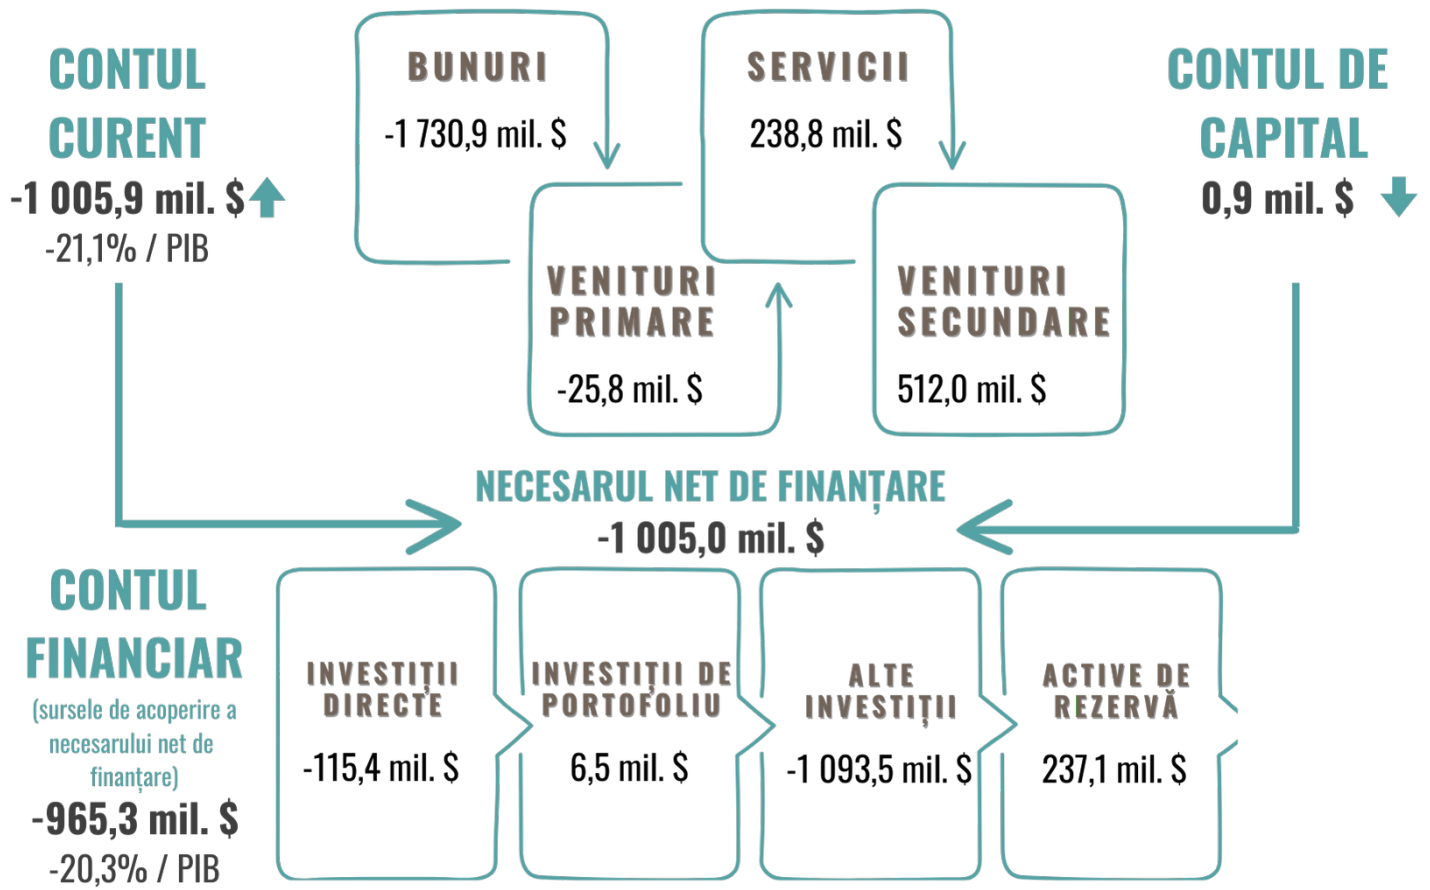 CONTUL
CURENT
-1 005,9 mil. $
-21,1% / PIB
BUNURI
-1 730,9 mil. $
SERVICII
238,8 mil. $
CONTUL DE
CAPITAL
0,9 mil. $
VENITURI
PRIMARE
-25,8 mil. $
VENITURI
SECUNDARE
512,0 mil. $
NECESARUL NET DE FINANȚARE
-1 005,0 mil. $
CONTUL
FINANCIAR
(sursele de acoperire a
necesarului net de
finanțare)
-965,3 mil. $
-20,3% / PIB
INVESTIȚII
DIRECTE
-115,4 mil. $
INVESTIȚII DE
PORTOFOLIU
6,5 mil. $
ALTE
INVESTIȚII
-1 093,5 mil. $
ACTIVE DE
REZERVĂ
237,1 mil. $